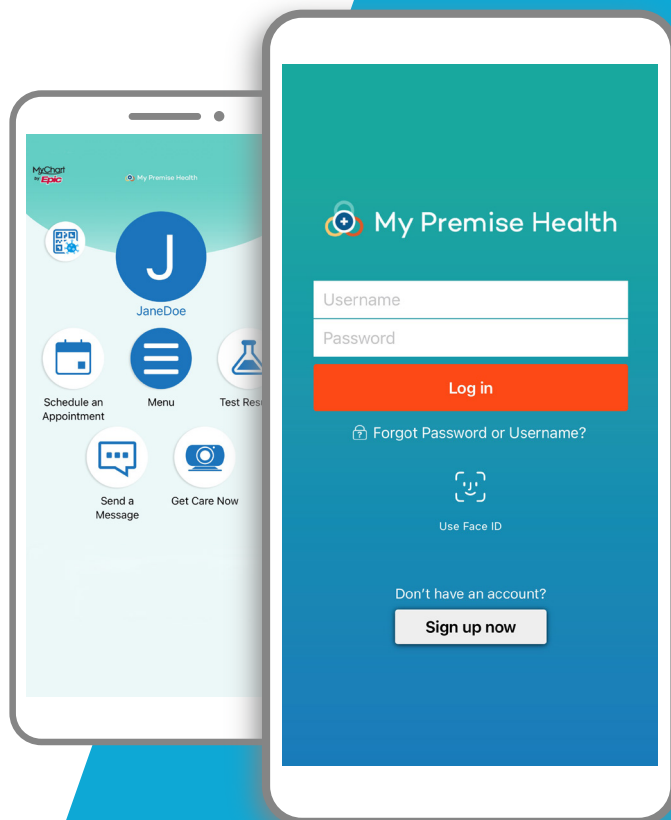 MyChart
by Epic
My Premise Health
J
JaneDoe
Schedule an
Appointment
Menu
Test
Send a
Message
Get Care Now
My Premise Health
Username
Password
Log in
Forgot Password or Username?
Use Face ID
Don't have an account?
Sign up now